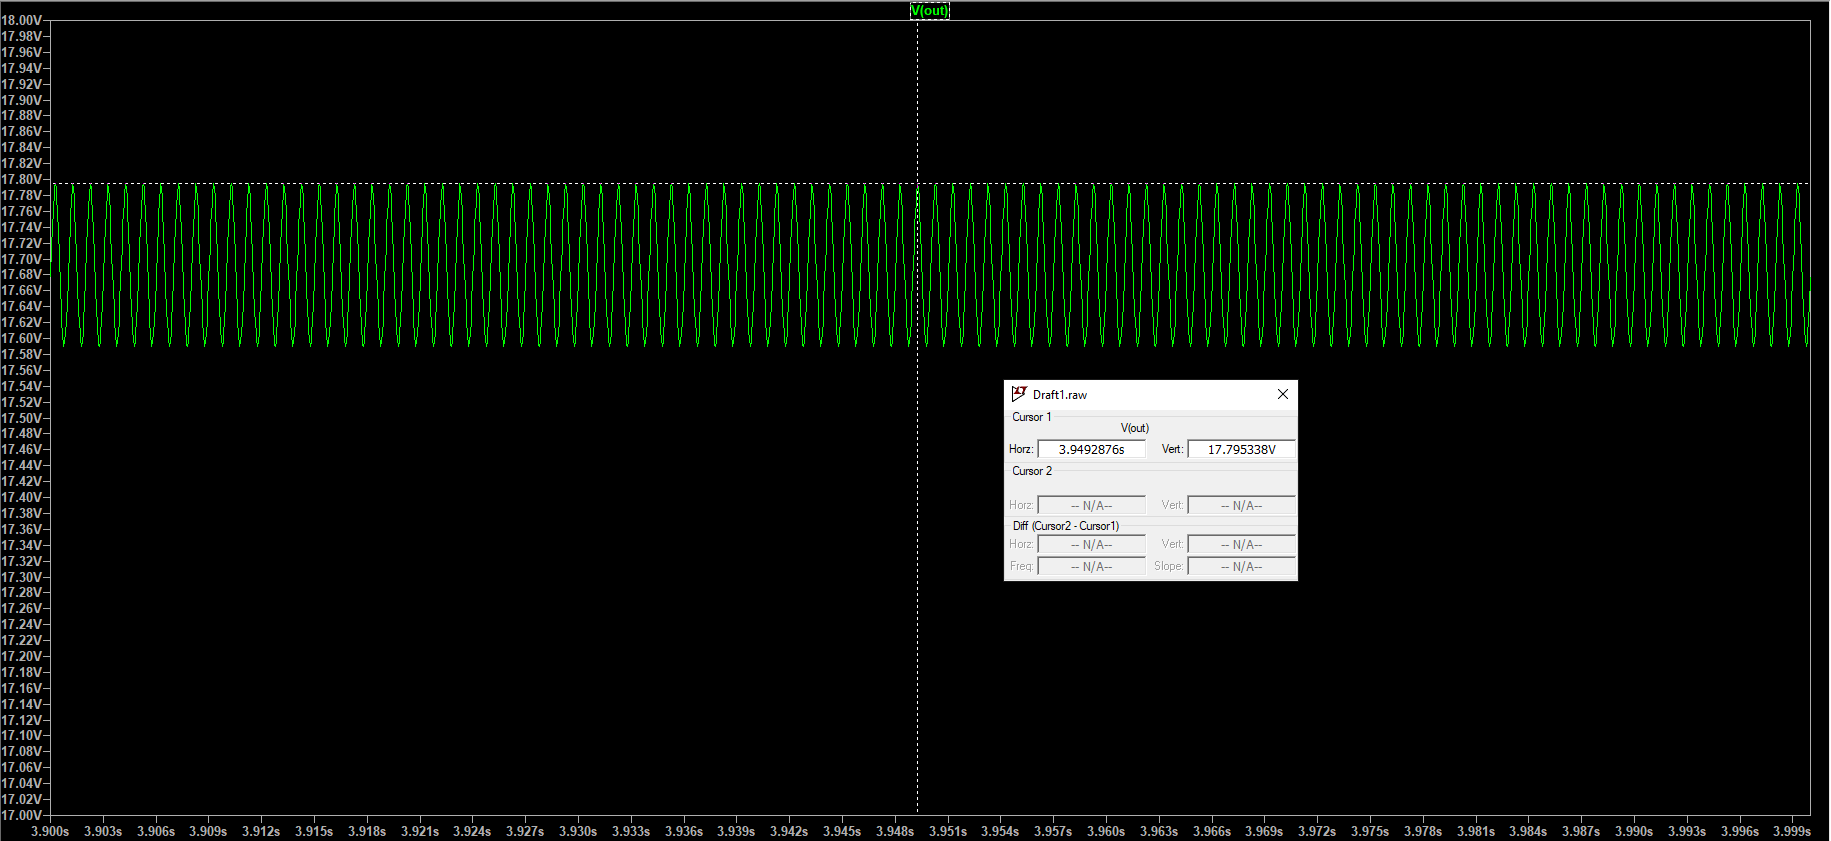 V(out)
18.00V
17.98V
17.96V
17.94V
17.92V
17.90V
17.88V
17.86V
17.84V
17.82V
17.80V
17.78V
17.76V
17.74V
17.72V
17.70V
17.68V
17.66V
17.64V
17.62V
17.60V
17.58V
17.56V
17.54V
17.52V
17.50V
17.48V
17.46V
17.44V
17.42V
17.40V
17.38V
17.36V
17.34V
17.32V
17.30V
17.28V
17.26V
17.24V
17.22V
17.20V
17.18V
17.16V
17.14V
17.12V
17.10V
17.08V
17.06V
17.04V
17.02V
17.00V
3.900s 3.903s 3.906s 3.909s 3.912s 3.915s 3.918s 3.921s 3.924s 3.927s 3.930s 3.933s 3.936s 3.939s 3.942s 3.945s 3.948s 3.951s 3.954s 3.957s 3.960s 3.963s 3.966s 3.969s 3.972s 3.975s 3.978s 3.981s 3.984s 3.987s 3.990s 3.993s 3.996s 3.999s
Draft1.raw
Cursor 1
V(out)
Horz: 3.9492876s Vert: 17.795338V
Cursor 2
Horz: -- N/A-- Vert: -- N/A--
Diff (Cursor2 - Cursor1)
Horz: -- N/A-- Vert: -- N/A--
Freq: -- N/A-- Slope: -- N/A--